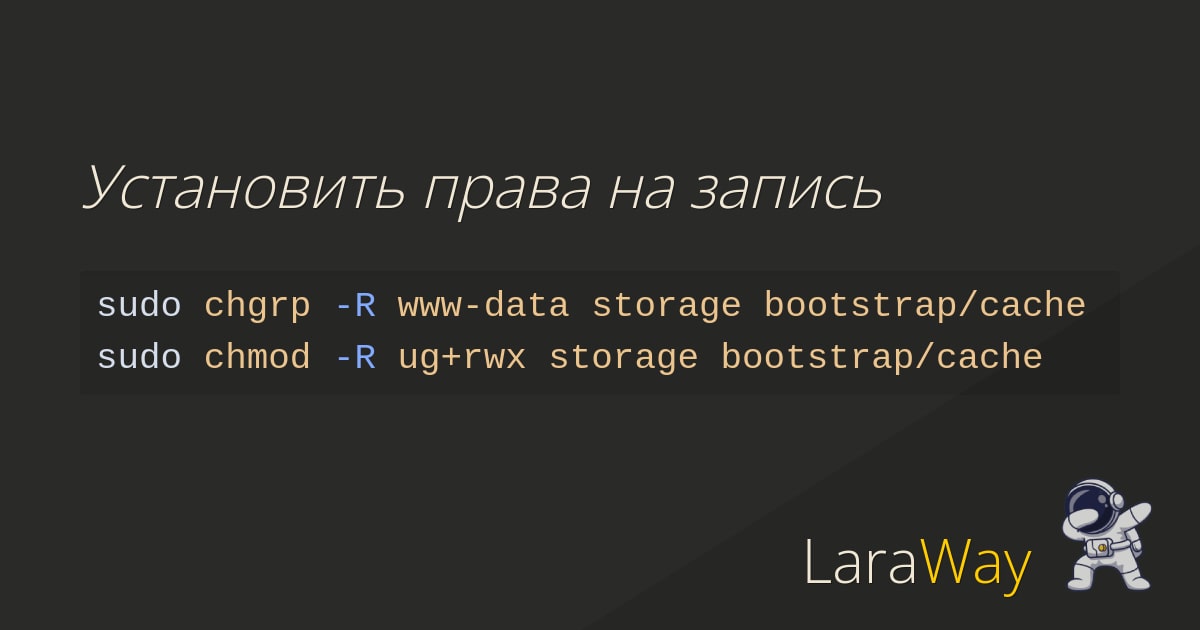 Установить права на запись
sudo chgrp -R www-data storage bootstrap/cache
sudo chmod -R ug+rwx storage bootstrap/cache
LaraWay